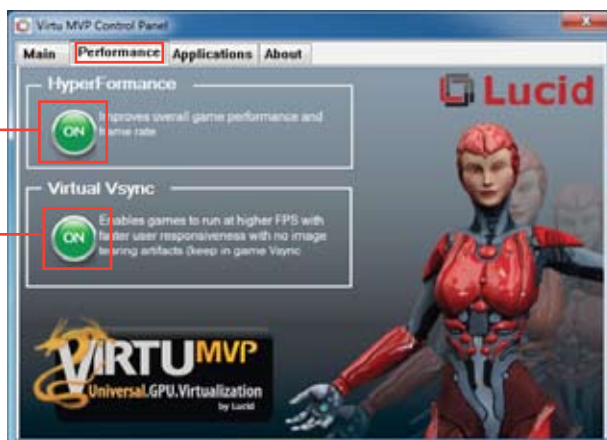 Virtu MVP Control Panel
Main Performance Applications About
HyperFormance
ON
Improves overall game performance and
frame rate
Virtual Vsync
ON
Enables games to run at higher FPS with
faster user responsiveness with no image
tearing artifacts (keep in game Vsync
Lucid
VIRTU MVP
Universal.GPU.Virtualization
by Lucid